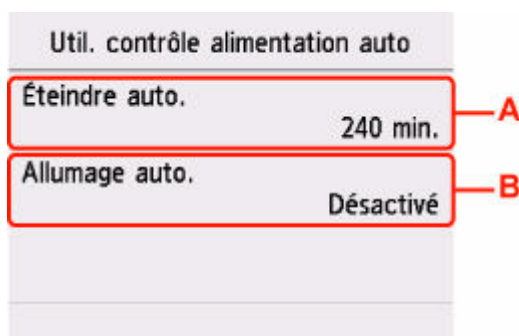 Util. contrôle alimentation auto
Éteindre auto.
240 min.
A
Allumage auto.
Désactivé
B